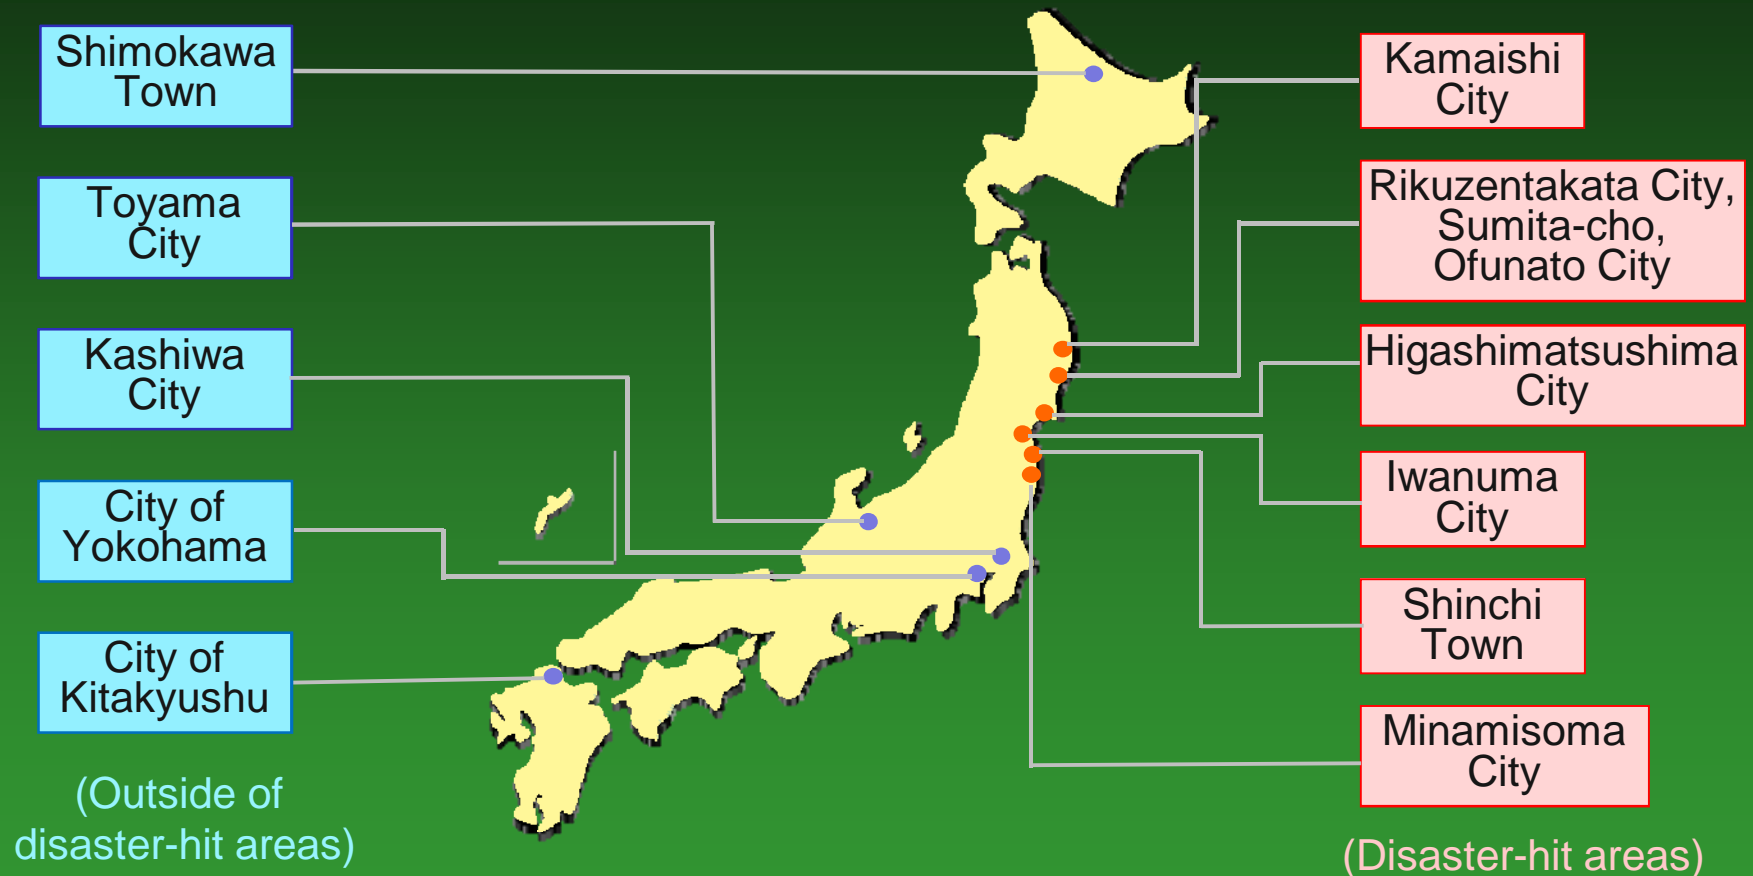 Shimokawa
Town
Toyama
City
Kashiwa
City
City of
Yokohama
City of
Kitakyushu
(Outside of
disaster-hit areas)
Kamaishi
City
Rikuzentakata City,
Sumita-cho,
Ofunato City
Higashimatsushima
City
Iwanuma
City
Shinchi
Town
Minamisoma
City
(Disaster-hit areas)